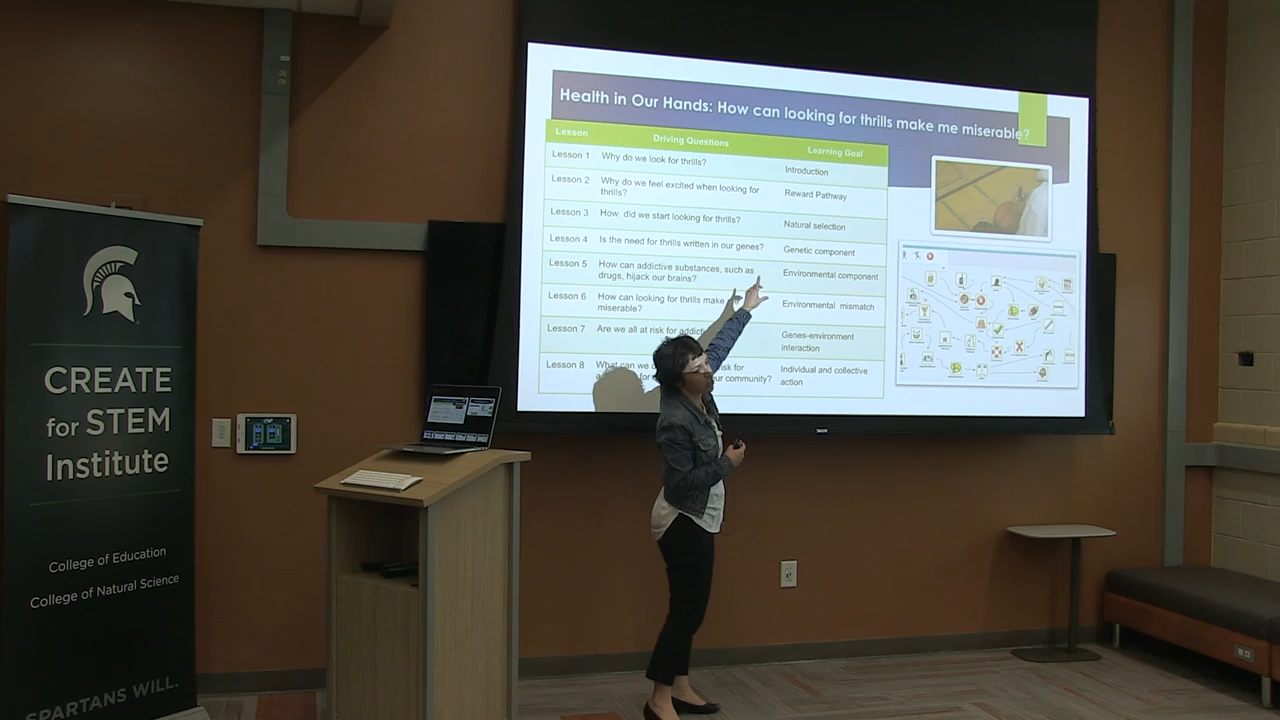 Health in Our Hands: How can looking for thrills make me miserable?
Lesson Driving Questions Learning Goal
Lesson 1 Why do we look for thrills? Introduction
Lesson 2 Why do we feel excited when looking for
thrills? Reward Pathway
Lesson 3 How did we start looking for thrills? Natural selection
Lesson 4 Is the need for thrills written in our genes? Genetic component
Lesson 5 How can addictive substances, such as
drugs, hijack our brains? Environmental component
Lesson 6 How can looking for thrills make
miserable? Environmental mismatch
Lesson 7 Are we all at risk for Genes-environment
interaction
Lesson 8 What can we risk for Individual and collective
community? action
CREATE
for STEM
Institute
College of Education
College of Natural Science
SPARTANS WILL.